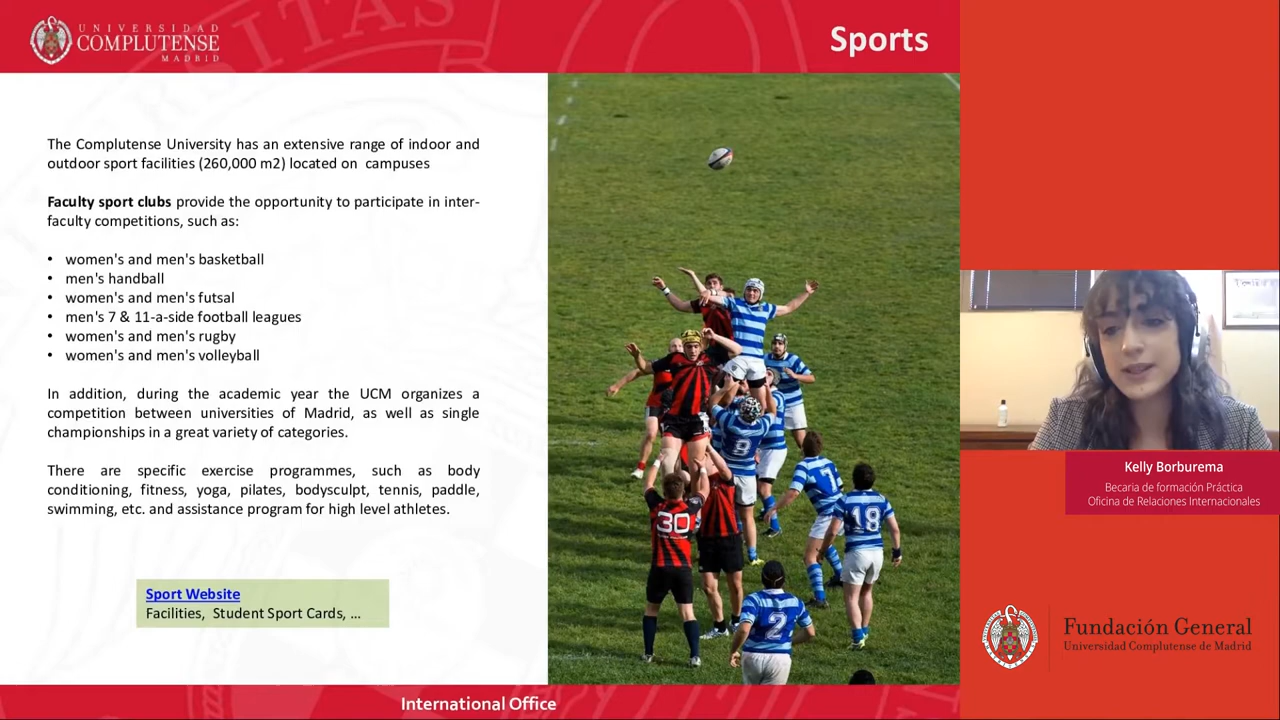 UNIVERSIDAD
COMPLUTENSE
MADRID
Sports
The Complutense University has an extensive range of indoor and
outdoor sport facilities (260,000 m2) located on campuses
Faculty sport clubs provide the opportunity to participate in inter-
faculty competitions, such as:
• women's and men's basketball
• men's handball
• women's and men's futsal
• men's 7 & 11-a-side football leagues
• women's and men's rugby
• women's and men's volleyball
In addition, during the academic year the UCM organizes a
competition between universities of Madrid, as well as single
championships in a great variety of categories.
There are specific exercise programmes, such as body
conditioning, fitness, yoga, pilates, bodysculpt, tennis, paddle,
swimming, etc. and assistance program for high level athletes.
Sport Website
Facilities, Student Sport Cards, ...
8
7
18
30
2
International Office
Kelly Borburema
Becaria de formación Práctica
Oficina de Relaciones Internacionales
Fundación General
Universidad Complutense de Madrid